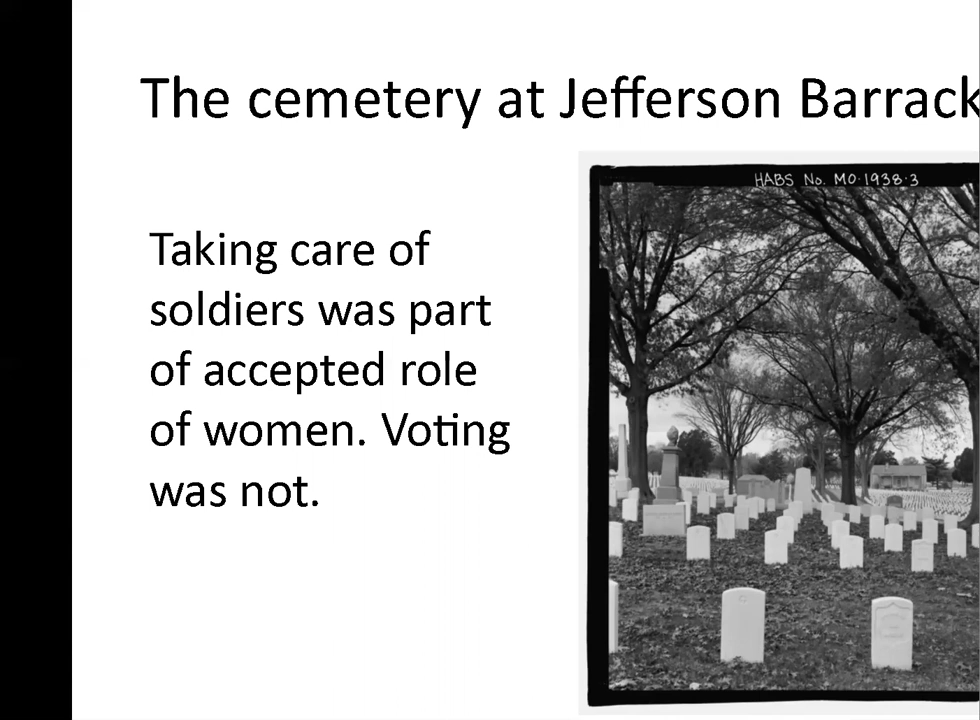 The cemetery at Jefferson Barrack
HABS No. MO-1938-3
Taking care of
soldiers was part
of accepted role
of women. Voting
was not.